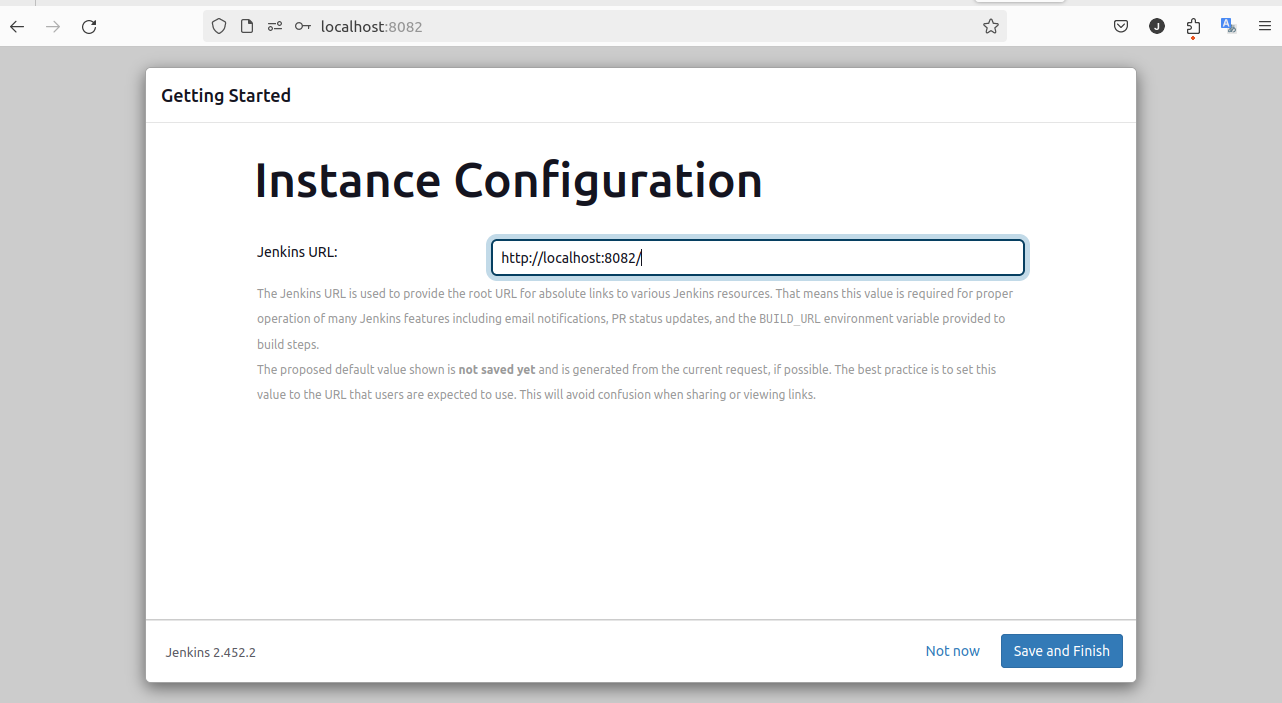 localhost:8082
J
Getting Started
Instance Configuration
Jenkins URL:
http://localhost:8082/
The Jenkins URL is used to provide the root URL for absolute links to various Jenkins resources. That means this value is required for proper
operation of many Jenkins features including email notifications, PR status updates, and the BUILD_URL environment variable provided to
build steps.
The proposed default value shown is not saved yet and is generated from the current request, if possible. The best practice is to set this
value to the URL that users are expected to use. This will avoid confusion when sharing or viewing links.
Jenkins 2.452.2
Not now
Save and Finish